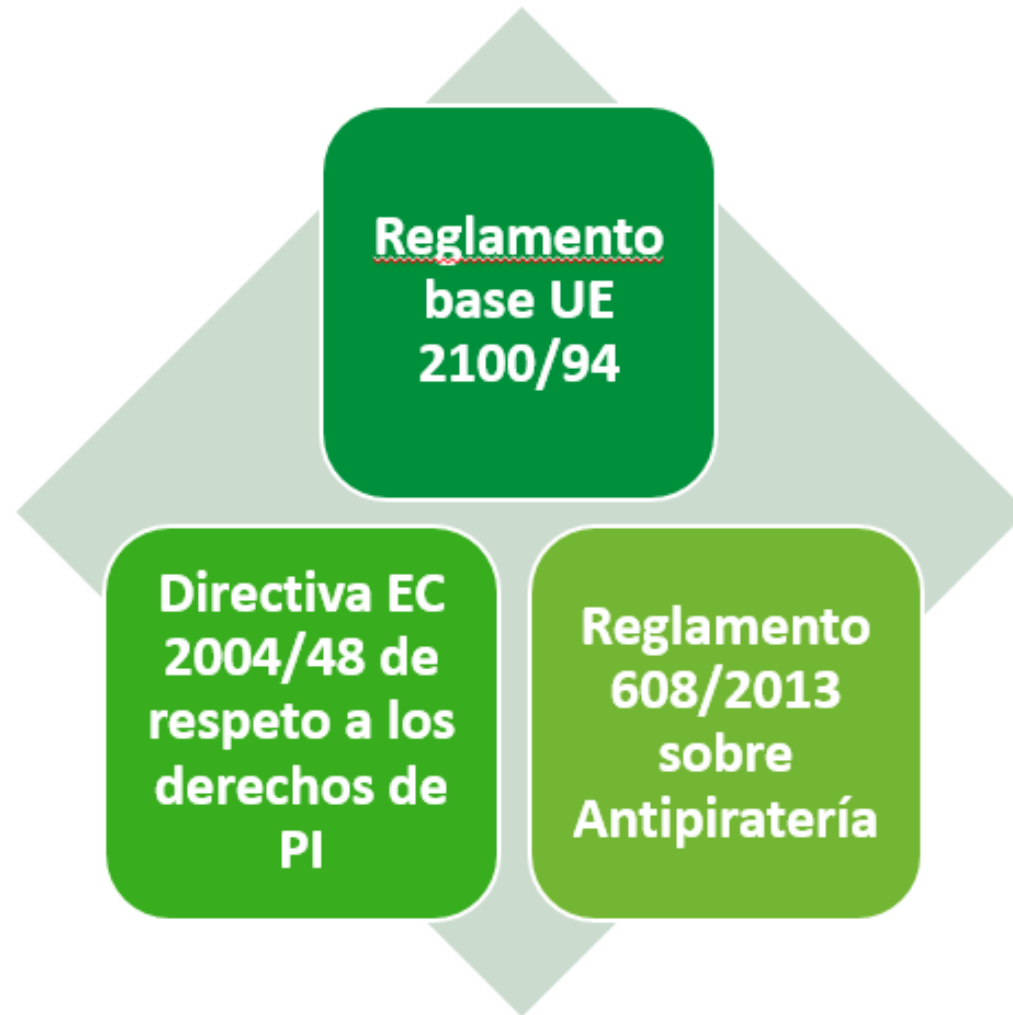 Reglamento
base UE
2100/94
Directiva EC
2004/48 de
respeto a los
derechos de
PI
Reglamento
608/2013
sobre
Antipiratería